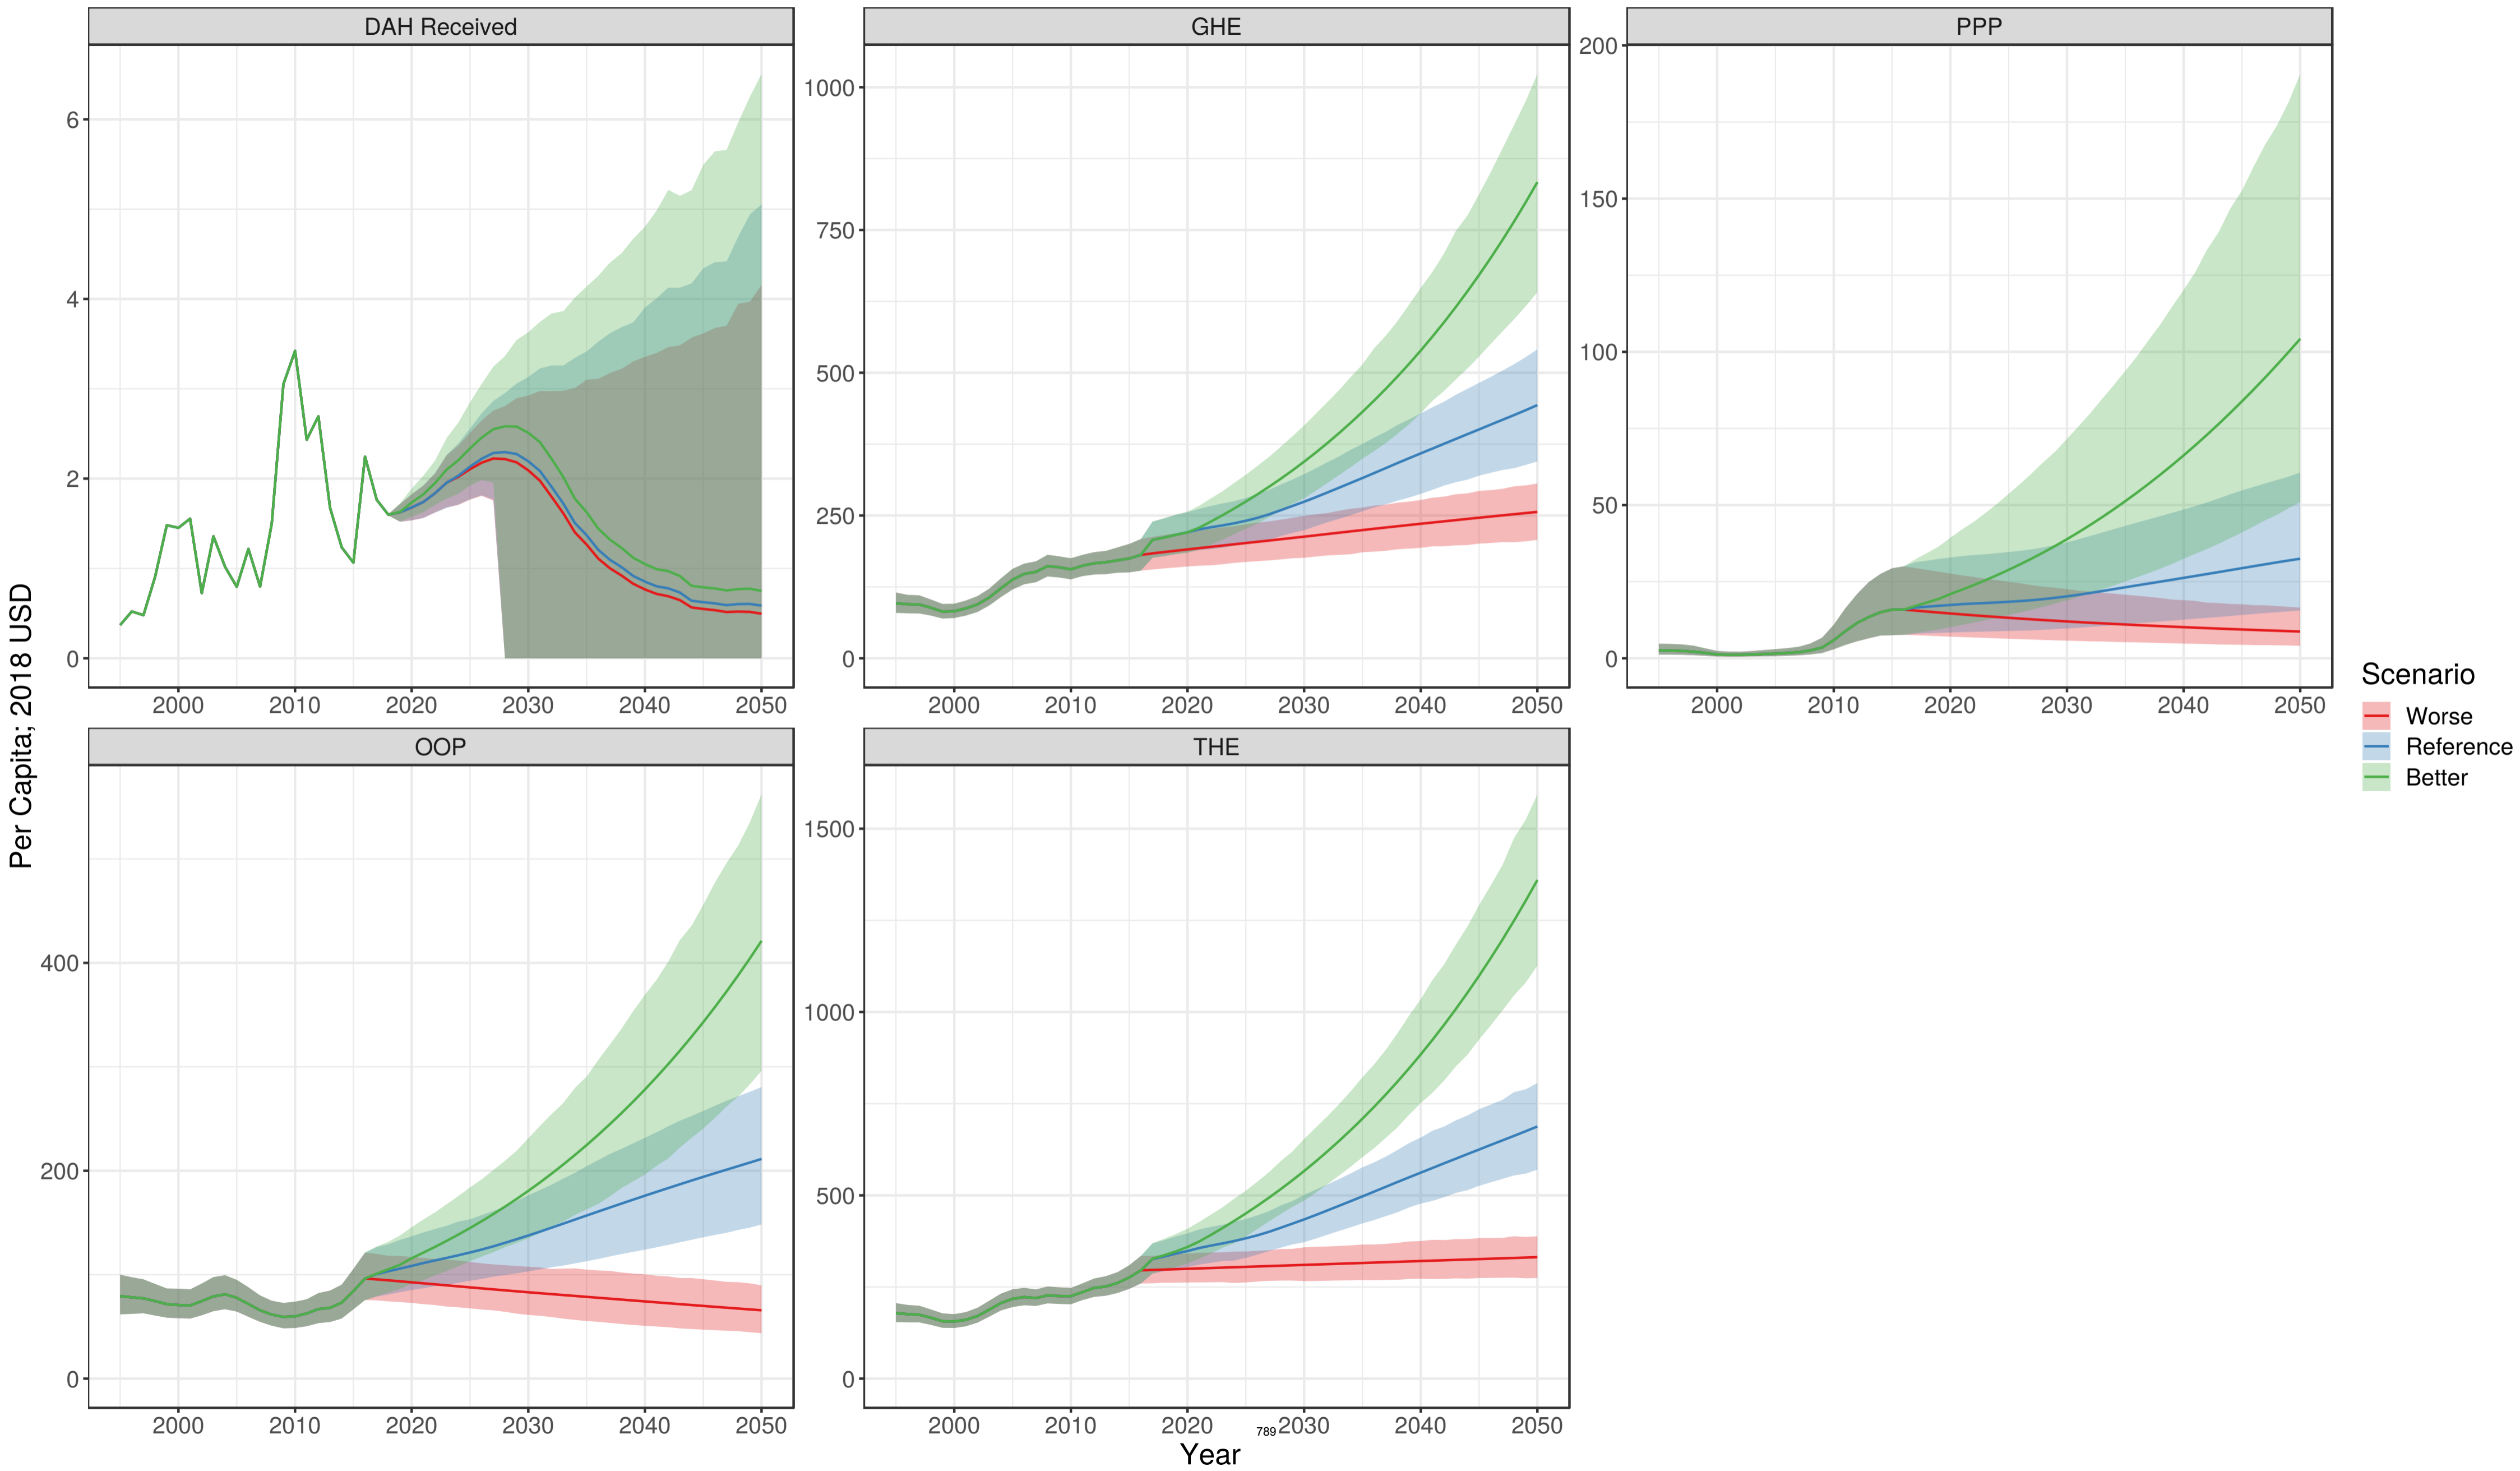 DAH Received
GHE
PPP
6
4
2
0
1000
750
500
250
0
200
150
100
50
0
2000 2010 2020 2030 2040 2050
2000 2010 2020 2030 2040 2050
2000 2010 2020 2030 2040 2050
Per Capita; 2018 USD
OOP
THE
400
200
0
1500
1000
500
0
2000 2010 2020 2030 2040 2050
2000 2010 2020 2030 2040 2050
789
Year
Scenario
Worse
Reference
Better